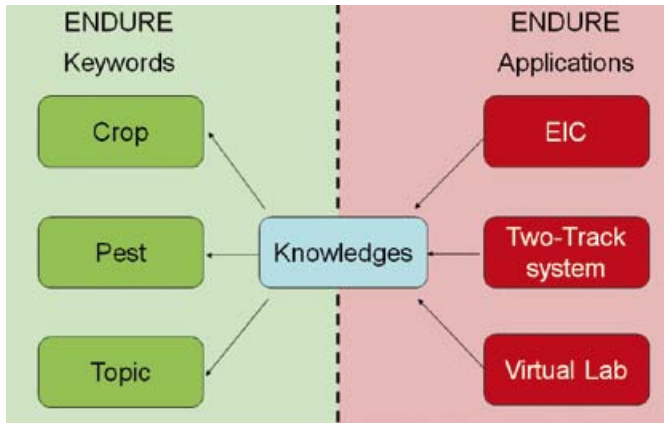 ENDURE
Keywords
ENDURE
Applications
Crop
EIC
Pest
Knowledges
Two-Track
system
Topic
Virtual Lab